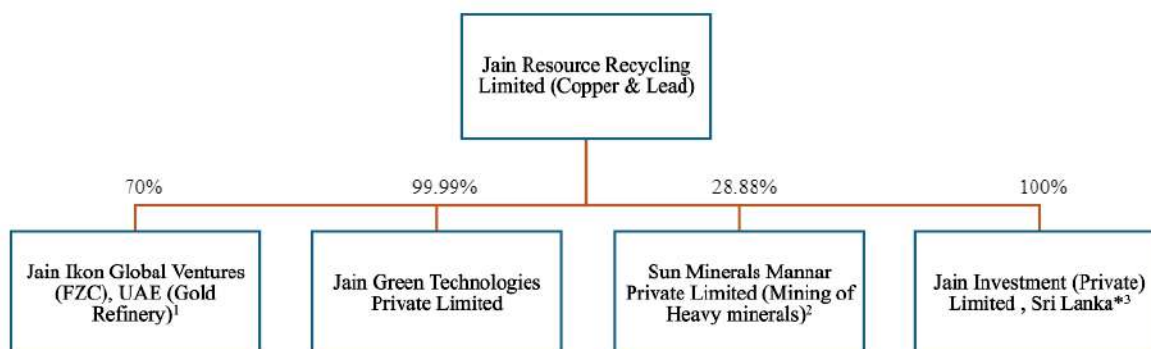 Jain Resource Recycling
Limited (Copper & Lead)
70%
99.99%
28.88%
100%
Jain Ikon Global Ventures
(FZC), UAE (Gold
Refinery)¹
Jain Green Technologies
Private Limited
Sun Minerals Mannar
Private Limited (Mining of
Heavy minerals)²
Jain Investment (Private)
Limited , Sri Lanka*³